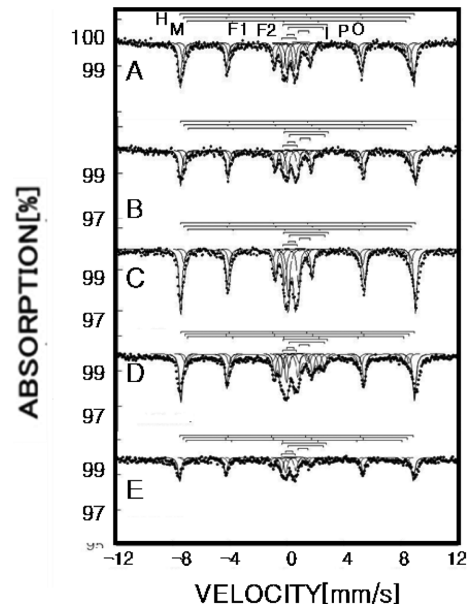 H M F1 F2 I P O
100
99
A
99
97
B
99
97
C
99
97
D
99
97
E
95
-12 -8 -4 0 4 8 12
VELOCITY[mm/s]
ABSORPTION[%]